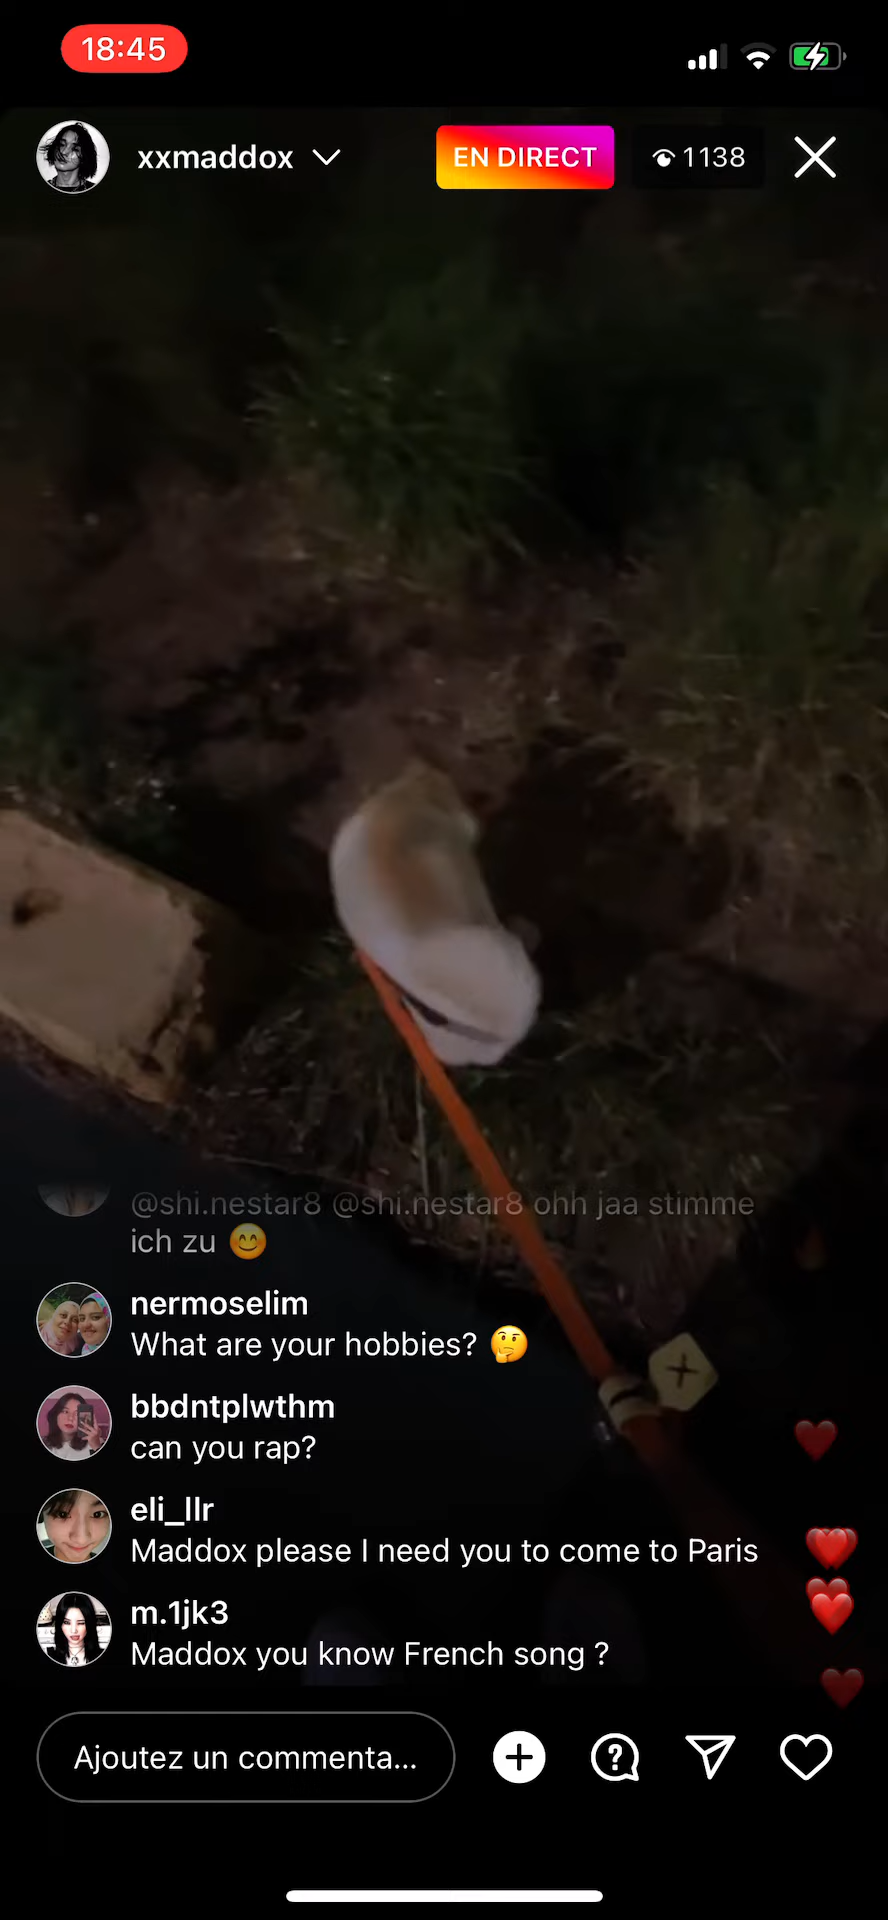 18:45
xxmaddox
EN DIRECT
1138
@shi.nestar8 @shi.nestar8 ohh jaa stimme
ich zu 😊
nermoselim
What are your hobbies? 🤔
bbdntplwthm
can you rap?
eli_llr
Maddox please I need you to come to Paris
m.1jk3
Maddox you know French song ?
Ajoutez un commenta...